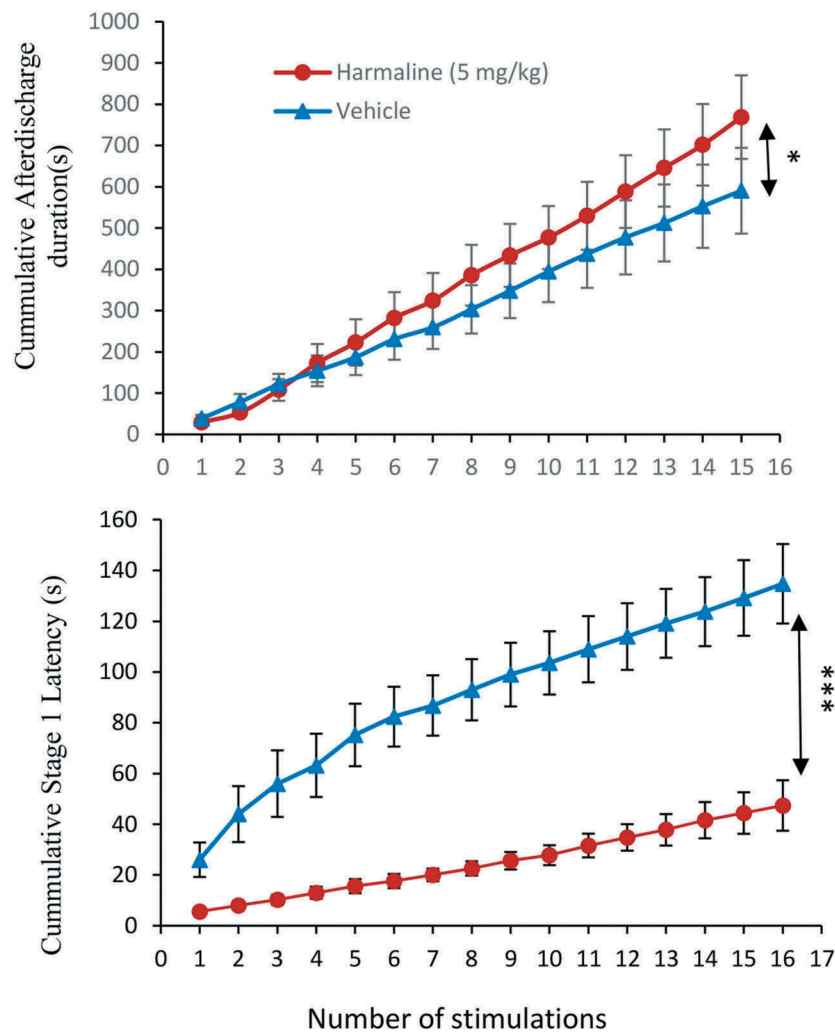 1000
900
800
700
600
500
400
300
200
100
0
Cummulative Afterdischarge
duration(s)
Harmaline (5 mg/kg)
Vehicle
*
0 1 2 3 4 5 6 7 8 9 10 11 12 13 14 15 16
160
140
120
100
80
60
40
20
0
Cummulative Stage 1 Latency (s)
***
0 1 2 3 4 5 6 7 8 9 10 11 12 13 14 15 16 17
Number of stimulations